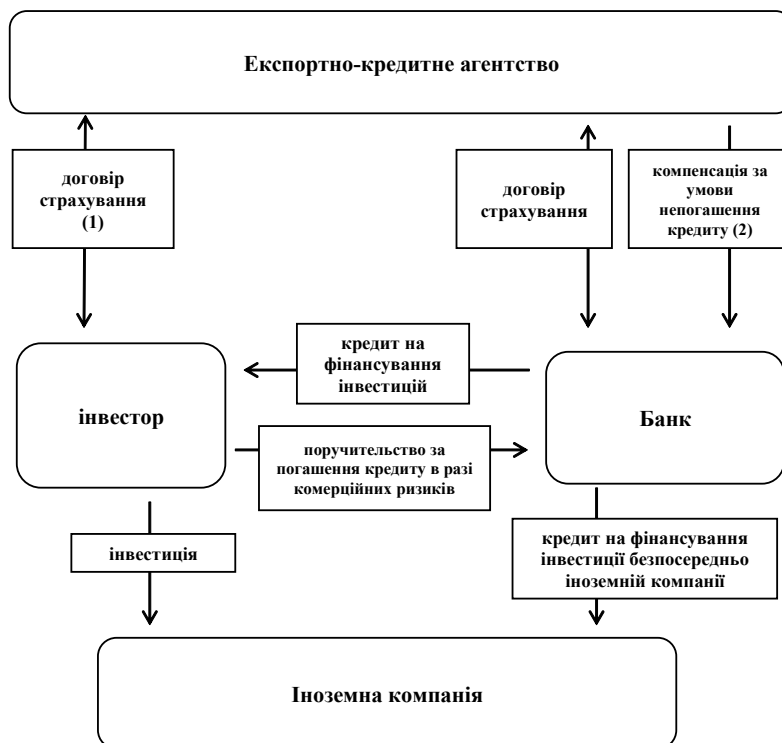 Експортно-кредитне агентство
договір
страхування
(1)
договір
страхування
компенсація за
умови
непогашення
кредиту (2)
кредит на
фінансування
інвестицій
інвестор
Банк
поручительство за
погашення кредиту в разі
комерційних ризиків
інвестиція
кредит на фінансування
інвестиції безпосередньо
іноземній компанії
Іноземна компанія